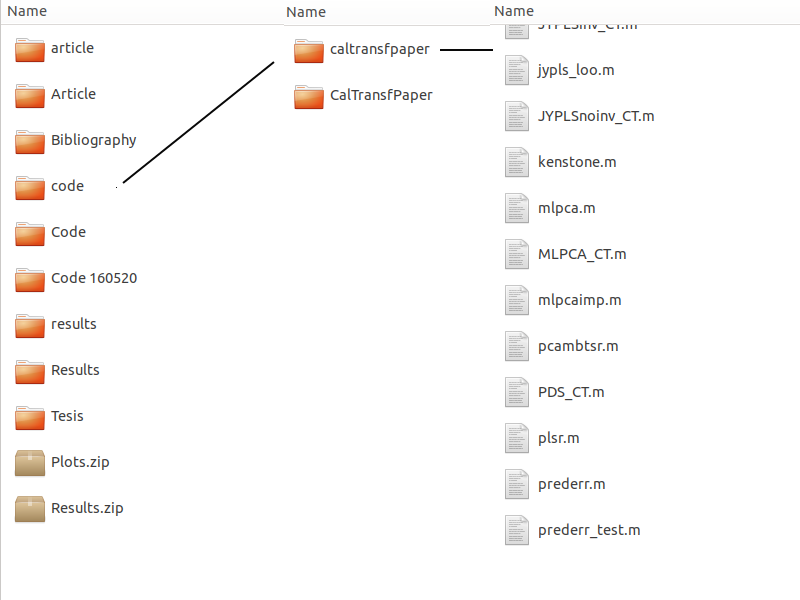 Name
article
Article
Bibliography
code
Code
Code 160520
results
Results
Tesis
Plots.zip
Results.zip
Name
caltransfpaper
CalTransfPaper
Name
JYPLSinv_CT.m
jypls_loo.m
JYPLSnoinv_CT.m
kenstone.m
mlpca.m
MLPCA_CT.m
mlpcaimp.m
pcambtsr.m
PDS_CT.m
plsr.m
prederr.m
prederr_test.m